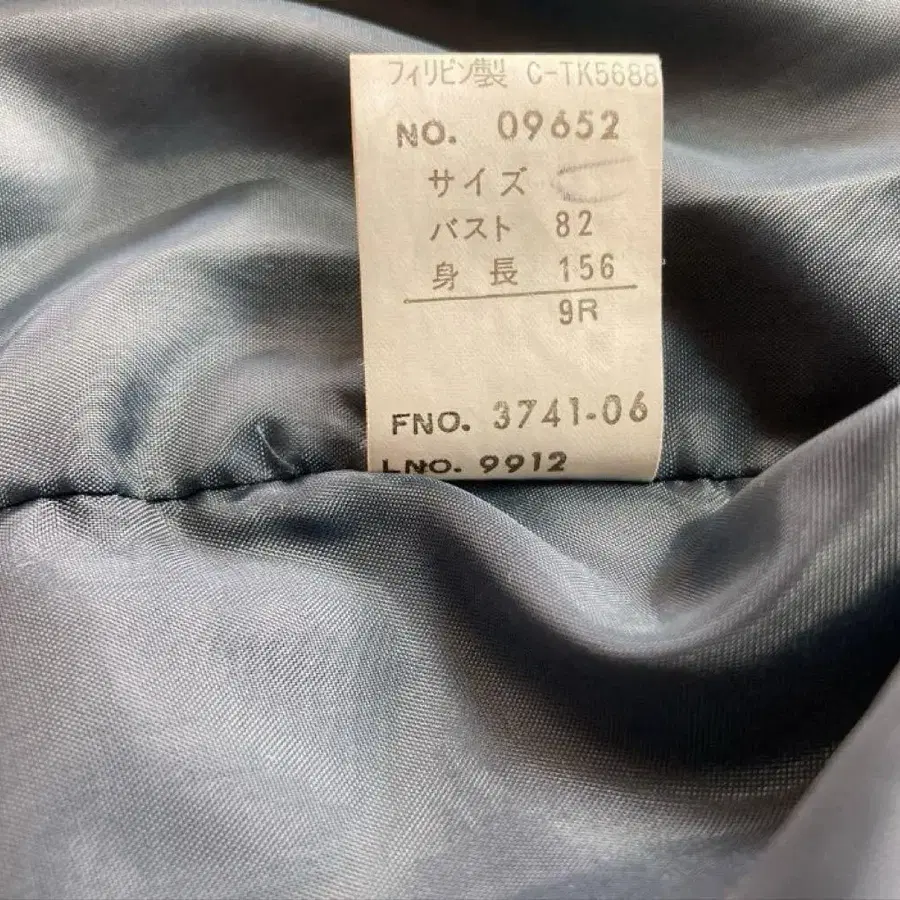 フィリピン製 C-TK5688
NO. 09652
サイズ
バスト 82
身長 156
9R
FNO. 3741-06
LNO. 9912